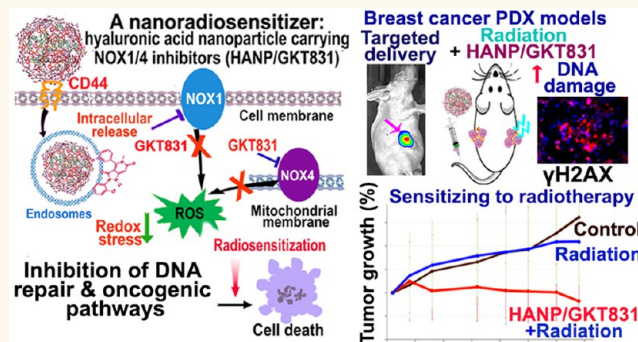 A nanoradiosensitizer:
hyaluronic acid nanoparticle carrying
NOX1/4 inhibitors (HANP/GKT831)
CD44
NOX1
Cell membrane
Intracellular
release
GKT831
GKT831
NOX4
Endosomes
ROS
Mitochondrial
membrane
Redox
stress
Radiosensitization
Inhibition of DNA
repair & oncogenic
pathways
Cell death
Breast cancer PDX models
Targeted
delivery
Radiation
+ HANP/GKT831
DNA
damage
γH2AX
Sensitizing to radiotherapy
Tumor growth (%)
Control
Radiation
HANP/GKT831
+Radiation